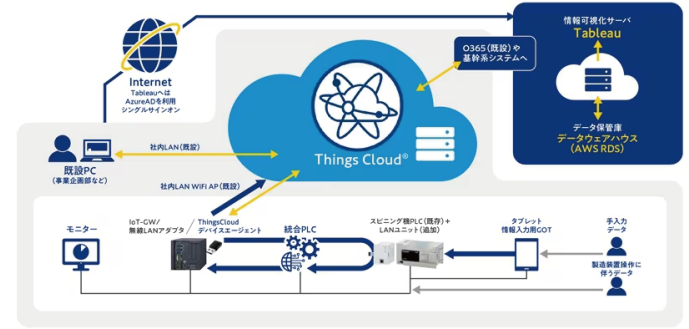 情報可視化サーバ
Tableau
O365（既設）や
基幹系システムへ
Internet
Tableauへは
AzureADを利用
シングルサインオン
データ保管庫
データウェアハウス
（AWS RDS）
Things Cloud®
既設PC
（事業企画部など）
社内LAN（既設）
社内LAN WiFi AP（既設）
モニター
IoT-GW/
無線LANアダプタ
ThingsCloud
デバイスエージェント
統合PLC
スピニング機PLC（既存）＋
LANユニット（追加）
タブレット
情報入力用GOT
手入力
データ
製造装置操作に
伴うデータ